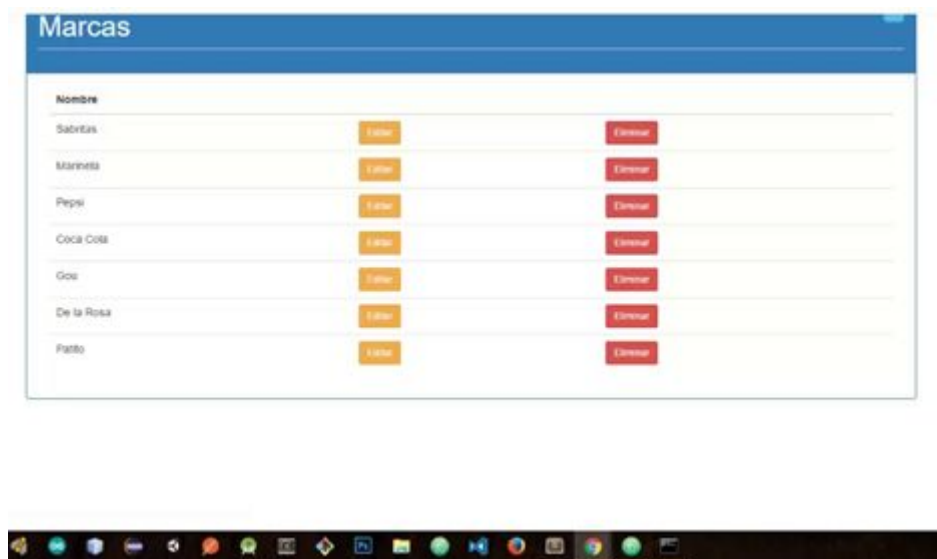 Marcas
Nombre
Sabritas Editar Eliminar
Marinela Editar Eliminar
Pepsi Editar Eliminar
Coca Cola Editar Eliminar
Editar Eliminar
De la Rosa Editar Eliminar
Patito Editar Eliminar
Ps